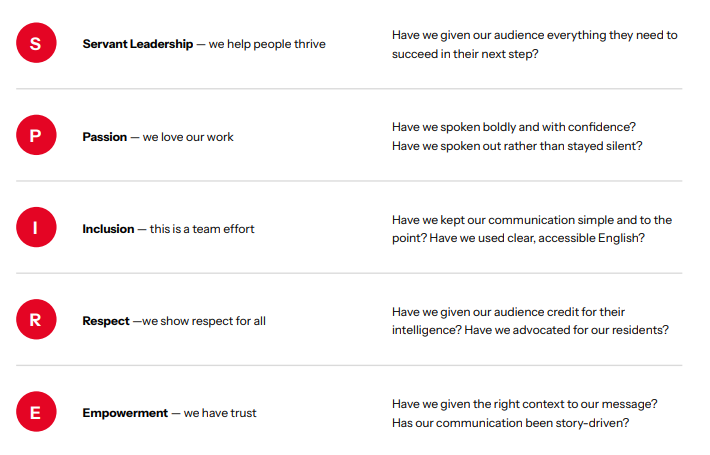 S
Servant Leadership — we help people thrive
Have we given our audience everything they need to
succeed in their next step?
P
Passion — we love our work
Have we spoken boldly and with confidence?
Have we spoken out rather than stayed silent?
I
Inclusion — this is a team effort
Have we kept our communication simple and to the
point? Have we used clear, accessible English?
R
Respect —we show respect for all
Have we given our audience credit for their
intelligence? Have we advocated for our residents?
E
Empowerment — we have trust
Have we given the right context to our message?
Has our communication been story-driven?